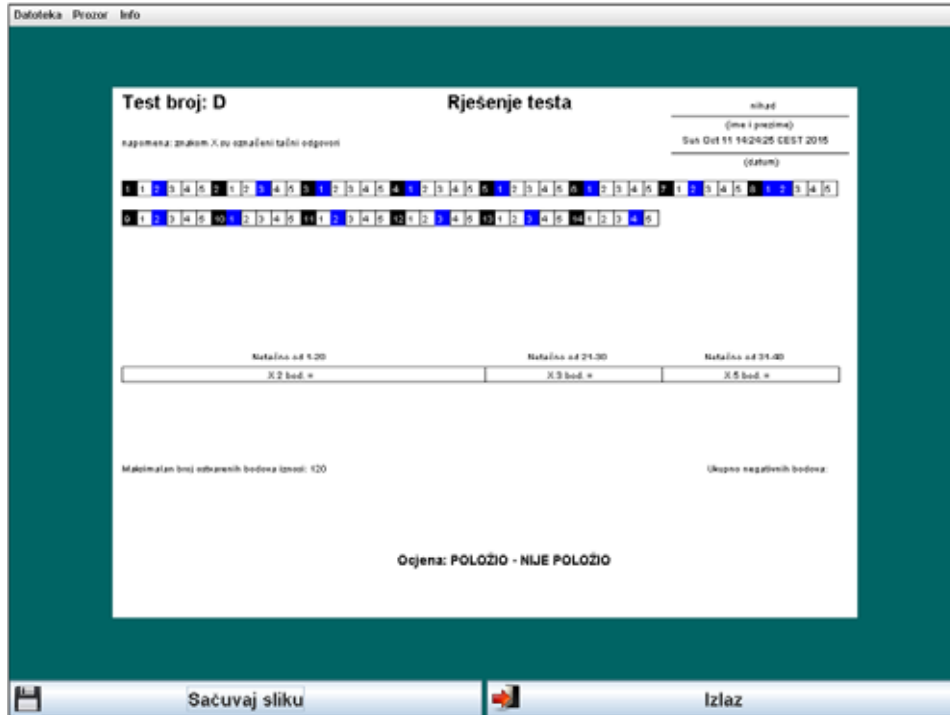 Datoteka Prozor Info
Test broj: D
Rješenje testa
nihad
(ime i prezime)
napomena: znakom X su označeni tačni odgovori
Sun Oct 11 14:24:25 CEST 2015
(datum)
1 1 2 3 4 5 2 1 2 3 4 5 3 1 2 3 4 5 4 1 2 3 4 5 5 1 2 3 4 5 6 1 2 3 4 5 7 1 2 3 4 5 8 1 2 3 4 5
9 1 2 3 4 5 10 1 2 3 4 5 11 1 2 3 4 5 12 1 2 3 4 5 13 1 2 3 4 5 14 1 2 3 4 5
Netačno od 1-20 Netačno od 21-30 Netačno od 31-40
X 2 bod. = X 3 bod. = X 5 bod. =
Maksimalan broj ostvarenih bodova iznosi: 120
Ukupno negativnih bodova:
Ocjena: POLOŽIO - NIJE POLOŽIO
Sačuvaj sliku
Izlaz